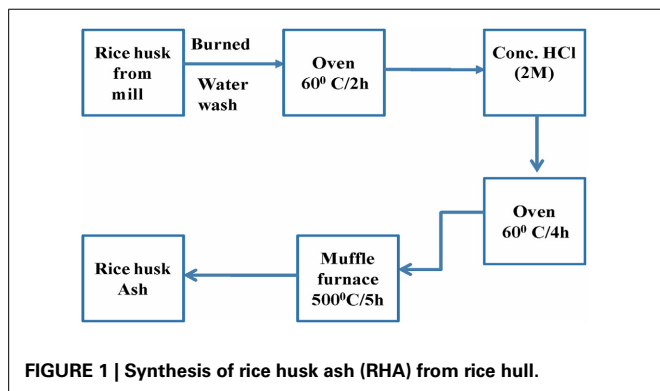 Rice husk
from
mill
Burned
Water
wash
Oven
60⁰ C/2h
Conc. HCl
(2M)
Oven
60⁰ C/4h
Muffle
furnace
500⁰C/5h
Rice husk
Ash
FIGURE 1 | Synthesis of rice husk ash (RHA) from rice hull.